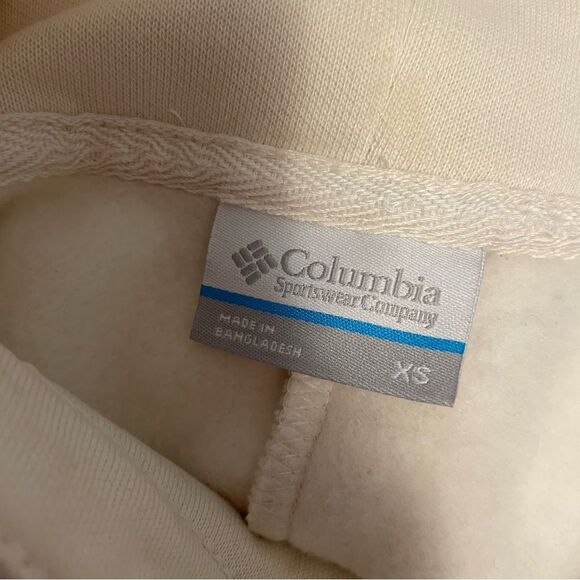 Columbia
Sportswear Company
MADE IN
BANGLADESH
XS